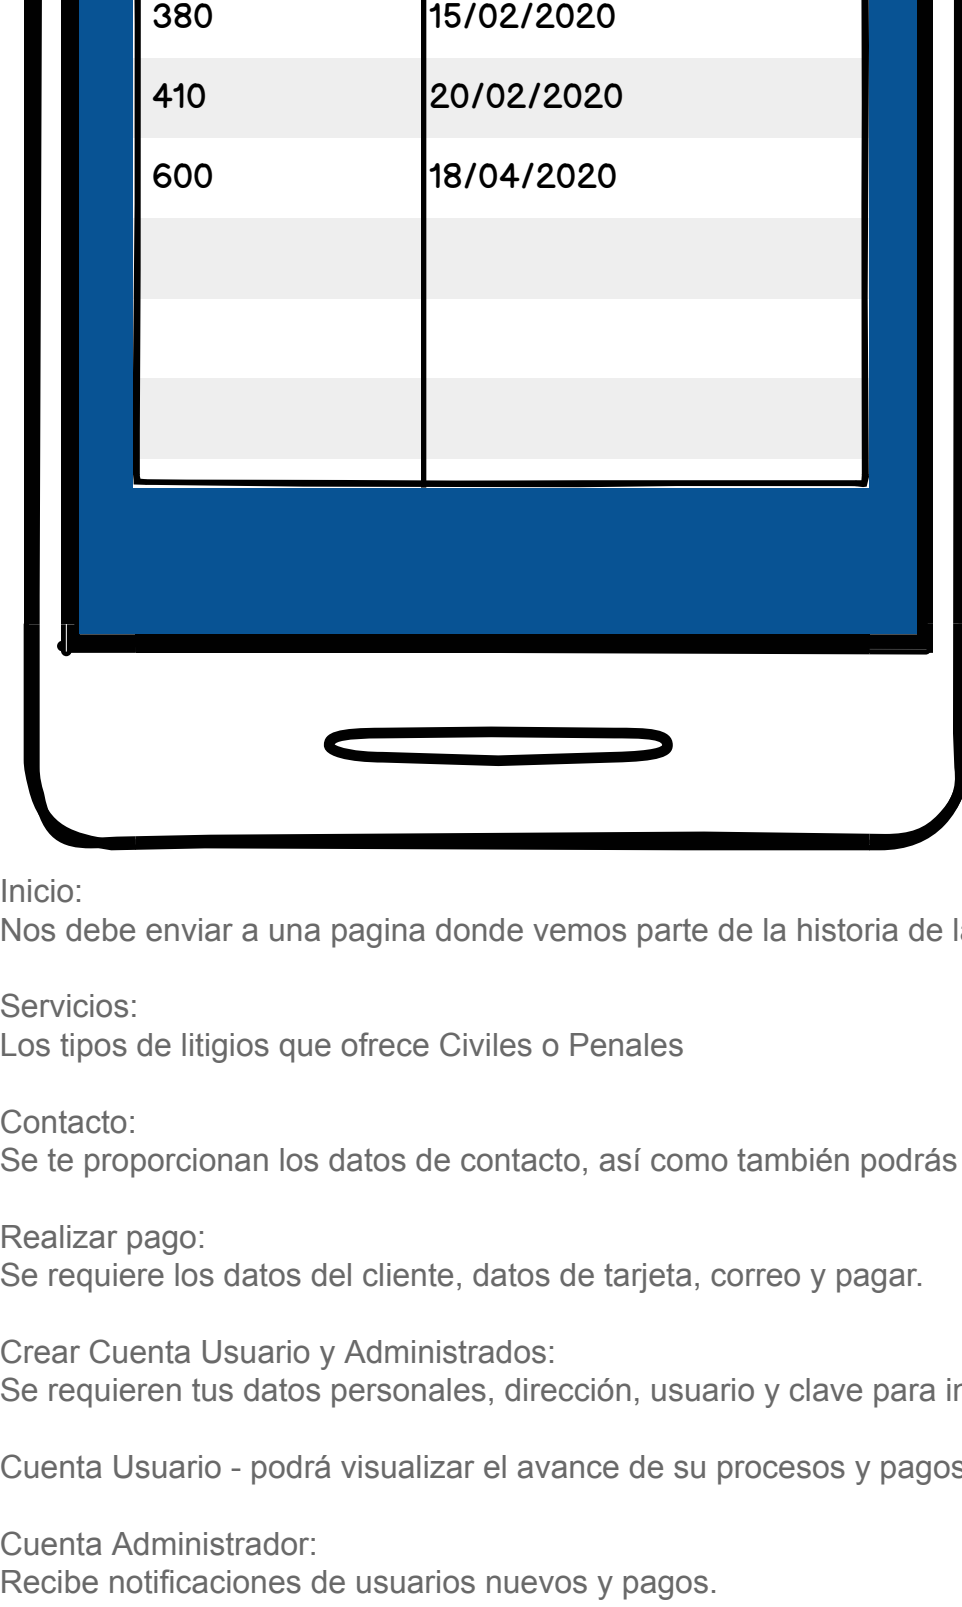 380 15/02/2020
410 20/02/2020
600 18/04/2020
Inicio:
Nos debe enviar a una pagina donde vemos parte de la historia de
Servicios:
Los tipos de litigios que ofrece Civiles o Penales
Contacto:
Se te proporcionan los datos de contacto, así como también podrás
Realizar pago:
Se requiere los datos del cliente, datos de tarjeta, correo y pagar.
Crear Cuenta Usuario y Administrados:
Se requieren tus datos personales, dirección, usuario y clave para
Cuenta Usuario - podrá visualizar el avance de su procesos y pagos
Cuenta Administrador:
Recibe notificaciones de usuarios nuevos y pagos.